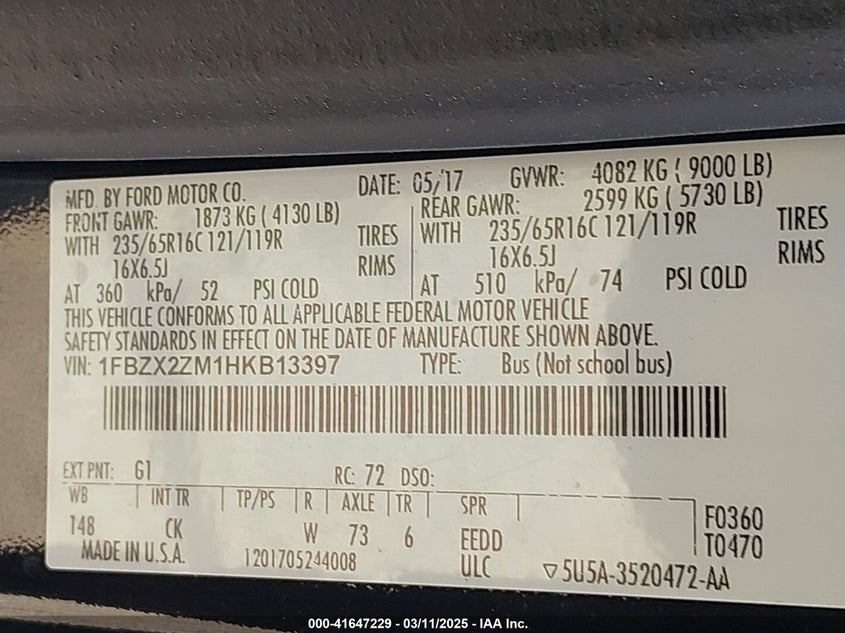 MFD. BY FORD MOTOR CO. DATE: 05/17 GVWR: 4082 KG ( 9000 LB)
FRONT GAWR: 1873 KG ( 4130 LB) REAR GAWR: 2599 KG ( 5730 LB)
WITH 235/65R16C 121/119R TIRES WITH 235/65R16C 121/119R TIRES
16X6.5J RIMS 16X6.5J RIMS
AT 360 kPa/ 52 PSI COLD AT 510 kPa/ 74 PSI COLD
THIS VEHICLE CONFORMS TO ALL APPLICABLE FEDERAL MOTOR VEHICLE
SAFETY STANDARDS IN EFFECT ON THE DATE OF MANUFACTURE SHOWN ABOVE.
VIN: 1FBZX2ZM1HKB13397 TYPE: Bus (Not school bus)
EXT PNT: G1 RC: 72 DSO:
WB INT TR TP/PS R AXLE TR SPR
148 CK W 73 6 EEDD F0360
MADE IN U.S.A. 1201705244008 ULC T0470
▽5U5A-3520472-AA
000-41647229 - 03/11/2025 - IAA Inc.